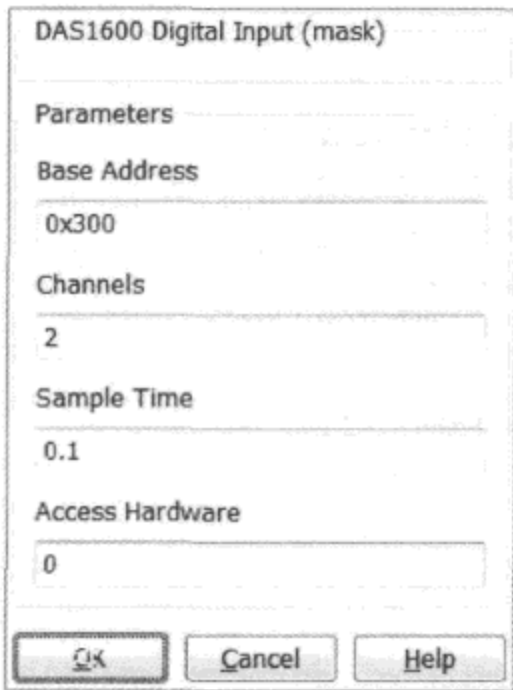 DAS1600 Digital Input (mask)
Parameters
Base Address
0x300
Channels
2
Sample Time
0.1
Access Hardware
0
OK Cancel Help